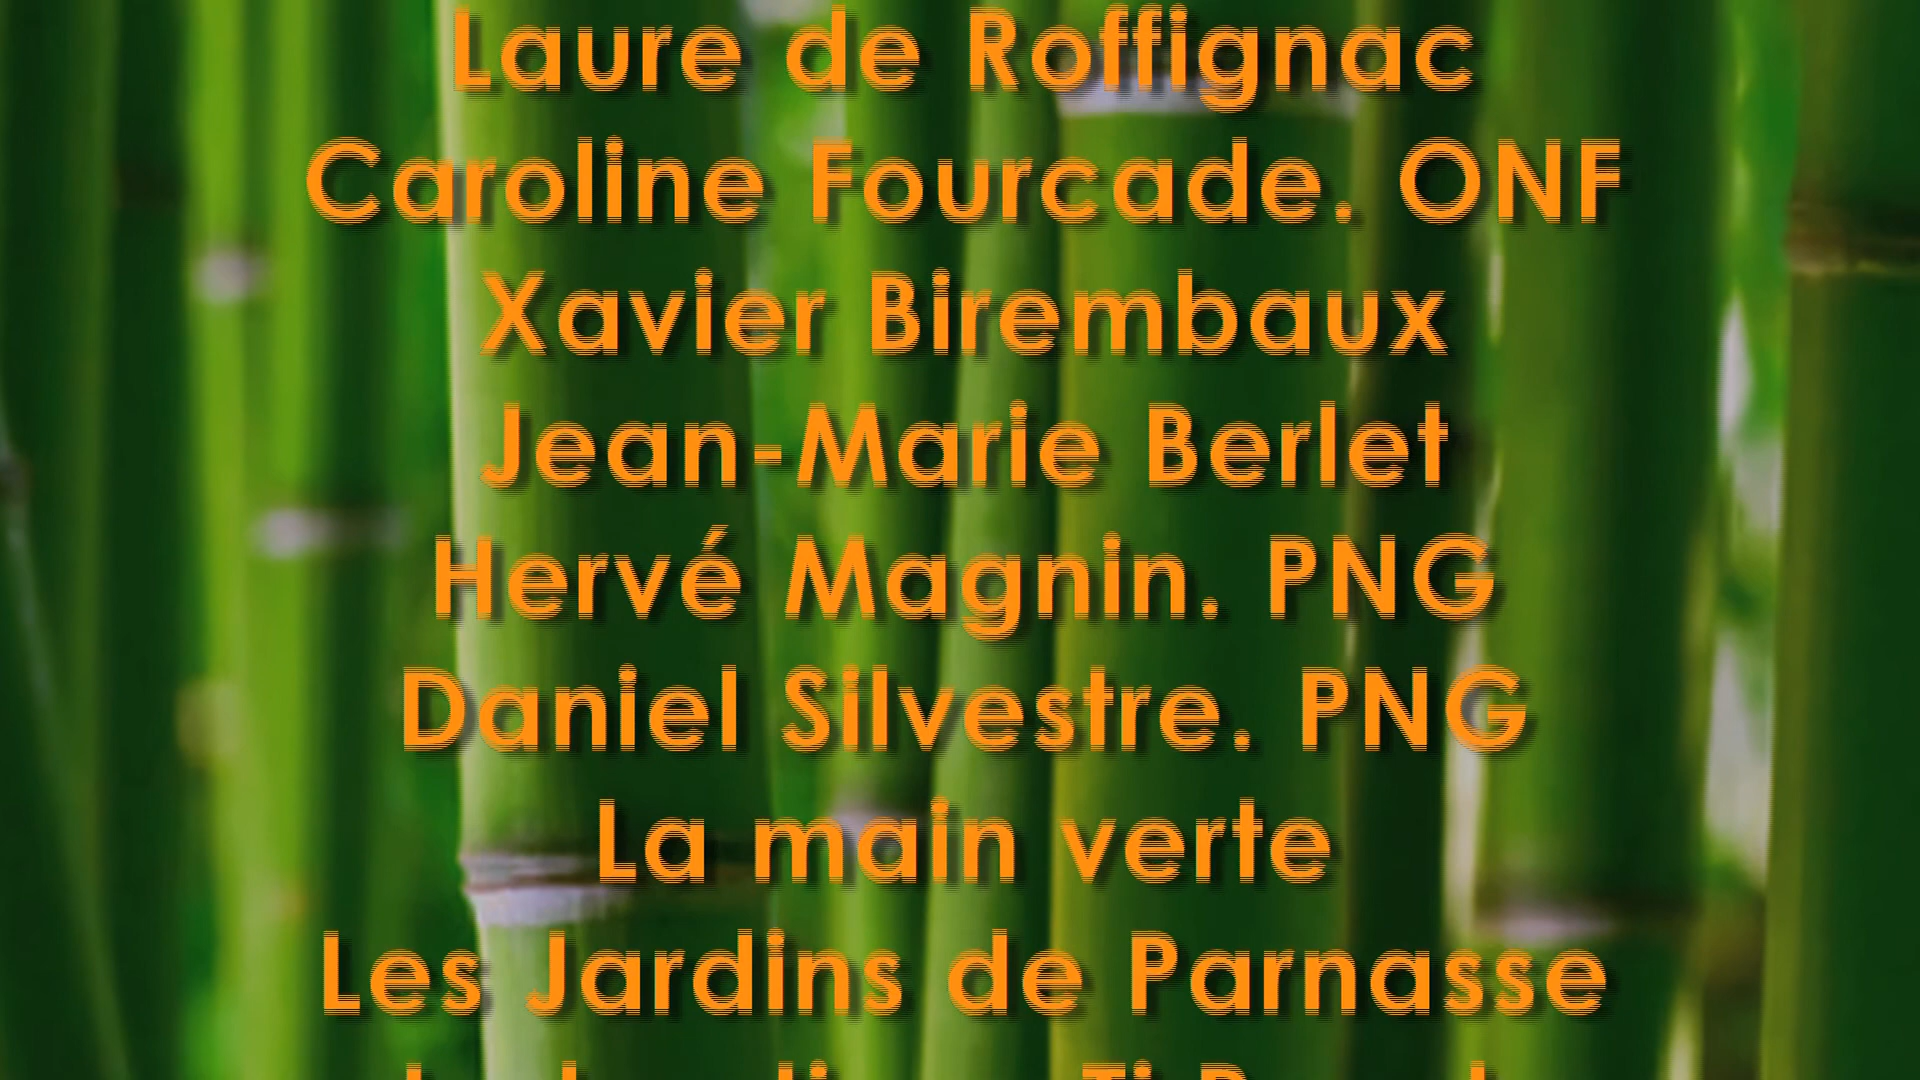 Laure de Roffignac
Caroline Fourcade. ONF
Xavier Birembaux
Jean-Marie Berlet
Hervé Magnin. PNG
Daniel Silvestre. PNG
La main verte
Les Jardins de Parnasse